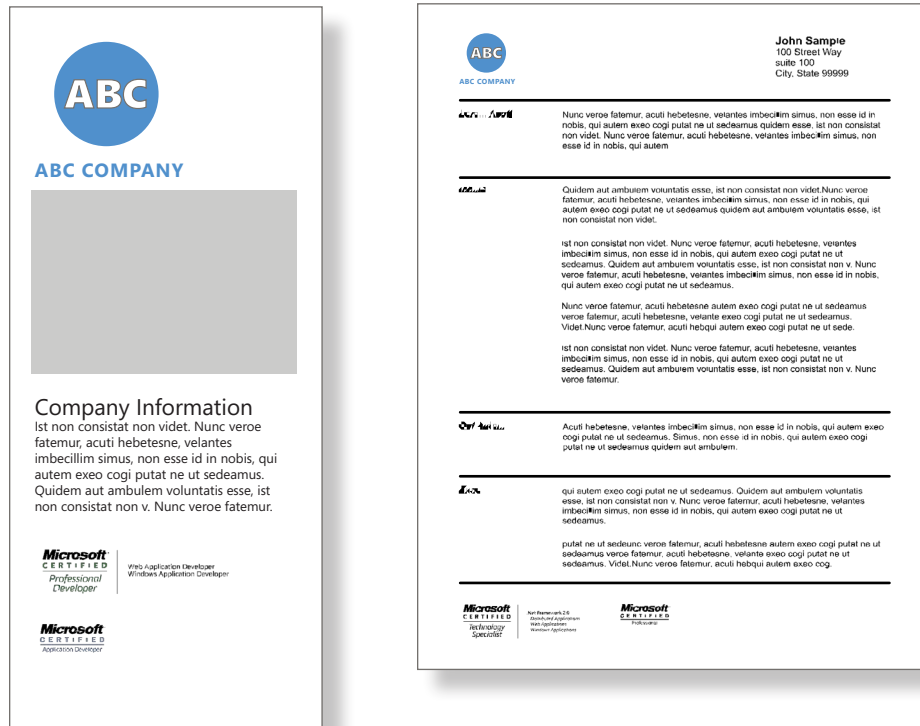 ABC
ABC COMPANY
Company Information
Ist non consistat non videt. Nunc veroe
fatemur, acuti hebetesne, velantes
imbecillim simus, non esse id in nobis, qui
autem exeo cogi putat ne ut sedeamus.
Quidem aut ambulem voluntatis esse, ist
non consistat non v. Nunc veroe fatemur.
Microsoft
CERTIFIED
Professional
Developer
Web Application Developer
Windows Application Developer
Microsoft
CERTIFIED
Application Developer
ABC
ABC COMPANY
John Sample
100 Street Way
suite 100
City, State 99999
Nunc veroe fatemur, acuti hebetesne, velantes imbecillim simus, non esse id in
nobis, qui autem exeo cogi putat ne ut sedeamus quidem esse, ist non consistat
non videt. Nunc veroe fatemur, acuti hebetesne, velantes imbecillim simus, non
esse id in nobis, qui autem
Quidem aut ambulem voluntatis esse, ist non consistat non videt.Nunc veroe
fatemur, acuti hebetesne, velantes imbecillim simus, non esse id in nobis, qui
autem exeo cogi putat ne ut sedeamus quidem aut ambulem voluntatis esse, ist
non consistat non videt.
ist non consistat non videt. Nunc veroe fatemur, acuti hebetesne, velantes
imbecillim simus, non esse id in nobis, qui autem exeo cogi putat ne ut
sedeamus. Quidem aut ambulem voluntatis esse, ist non consistat non v. Nunc
veroe fatemur, acuti hebetesne, velantes imbecillim simus, non esse id in nobis,
qui autem exeo cogi putat ne ut sedeamus.
Nunc veroe fatemur, acuti hebetesne autem exeo cogi putat ne ut sedeamus
veroe fatemur, acuti hebetesne, velante exeo cogi putat ne ut sedeamus.
Videt.Nunc veroe fatemur, acuti hebqui autem exeo cogi putat ne ut sede.
ist non consistat non videt. Nunc veroe fatemur, acuti hebetesne, velantes
imbecillim simus, non esse id in nobis, qui autem exeo cogi putat ne ut
sedeamus. Quidem aut ambulem voluntatis esse, ist non consistat non v. Nunc
veroe fatemur.
Acuti hebetesne, velantes imbecillim simus, non esse id in nobis, qui autem exeo
cogi putat ne ut sedeamus. Simus, non esse id in nobis, qui autem exeo cogi
putat ne ut sedeamus quidem aut ambulem.
qui autem exeo cogi putat ne ut sedeamus. Quidem aut ambulem voluntatis
esse, ist non consistat non v. Nunc veroe fatemur, acuti hebetesne, velantes
imbecillim simus, non esse id in nobis, qui autem exeo cogi putat ne ut
sedeamus.
putat ne ut sedeunc veroe fatemur, acuti hebetesne autem exeo cogi putat ne ut
sedeamus veroe fatemur, acuti hebetesne, velante exeo cogi putat ne ut
sedeamus. Videt.Nunc veroe fatemur, acuti hebqui autem exeo cog.
Microsoft
CERTIFIED
Technology
Specialist
Net Framework 2.0
Distributed Applications
Web Applications
Windows Applications
Microsoft
CERTIFIED
Professional